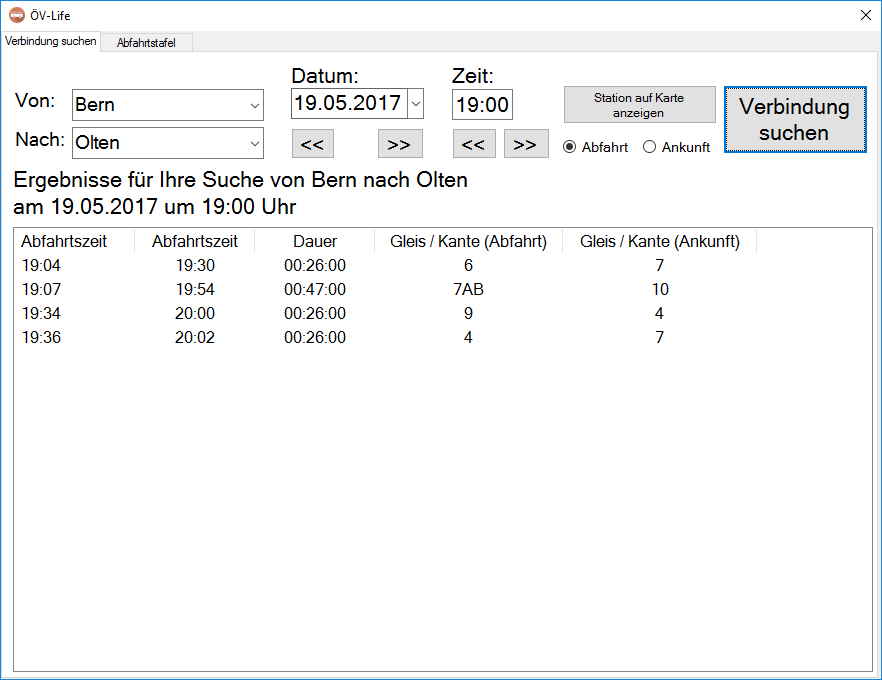 ÖV-Life
Verbindung suchen Abfahrtstafel
Datum: Zeit:
Von: Bern 19.05.2017 19:00 Station auf Karte anzeigen Verbindung suchen
Nach: Olten << >> << >> Abfahrt Ankunft
Ergebnisse für Ihre Suche von Bern nach Olten
am 19.05.2017 um 19:00 Uhr
Abfahrtszeit Abfahrtszeit Dauer Gleis / Kante (Abfahrt) Gleis / Kante (Ankunft)
19:04 19:30 00:26:00 6 7
19:07 19:54 00:47:00 7AB 10
19:34 20:00 00:26:00 9 4
19:36 20:02 00:26:00 4 7